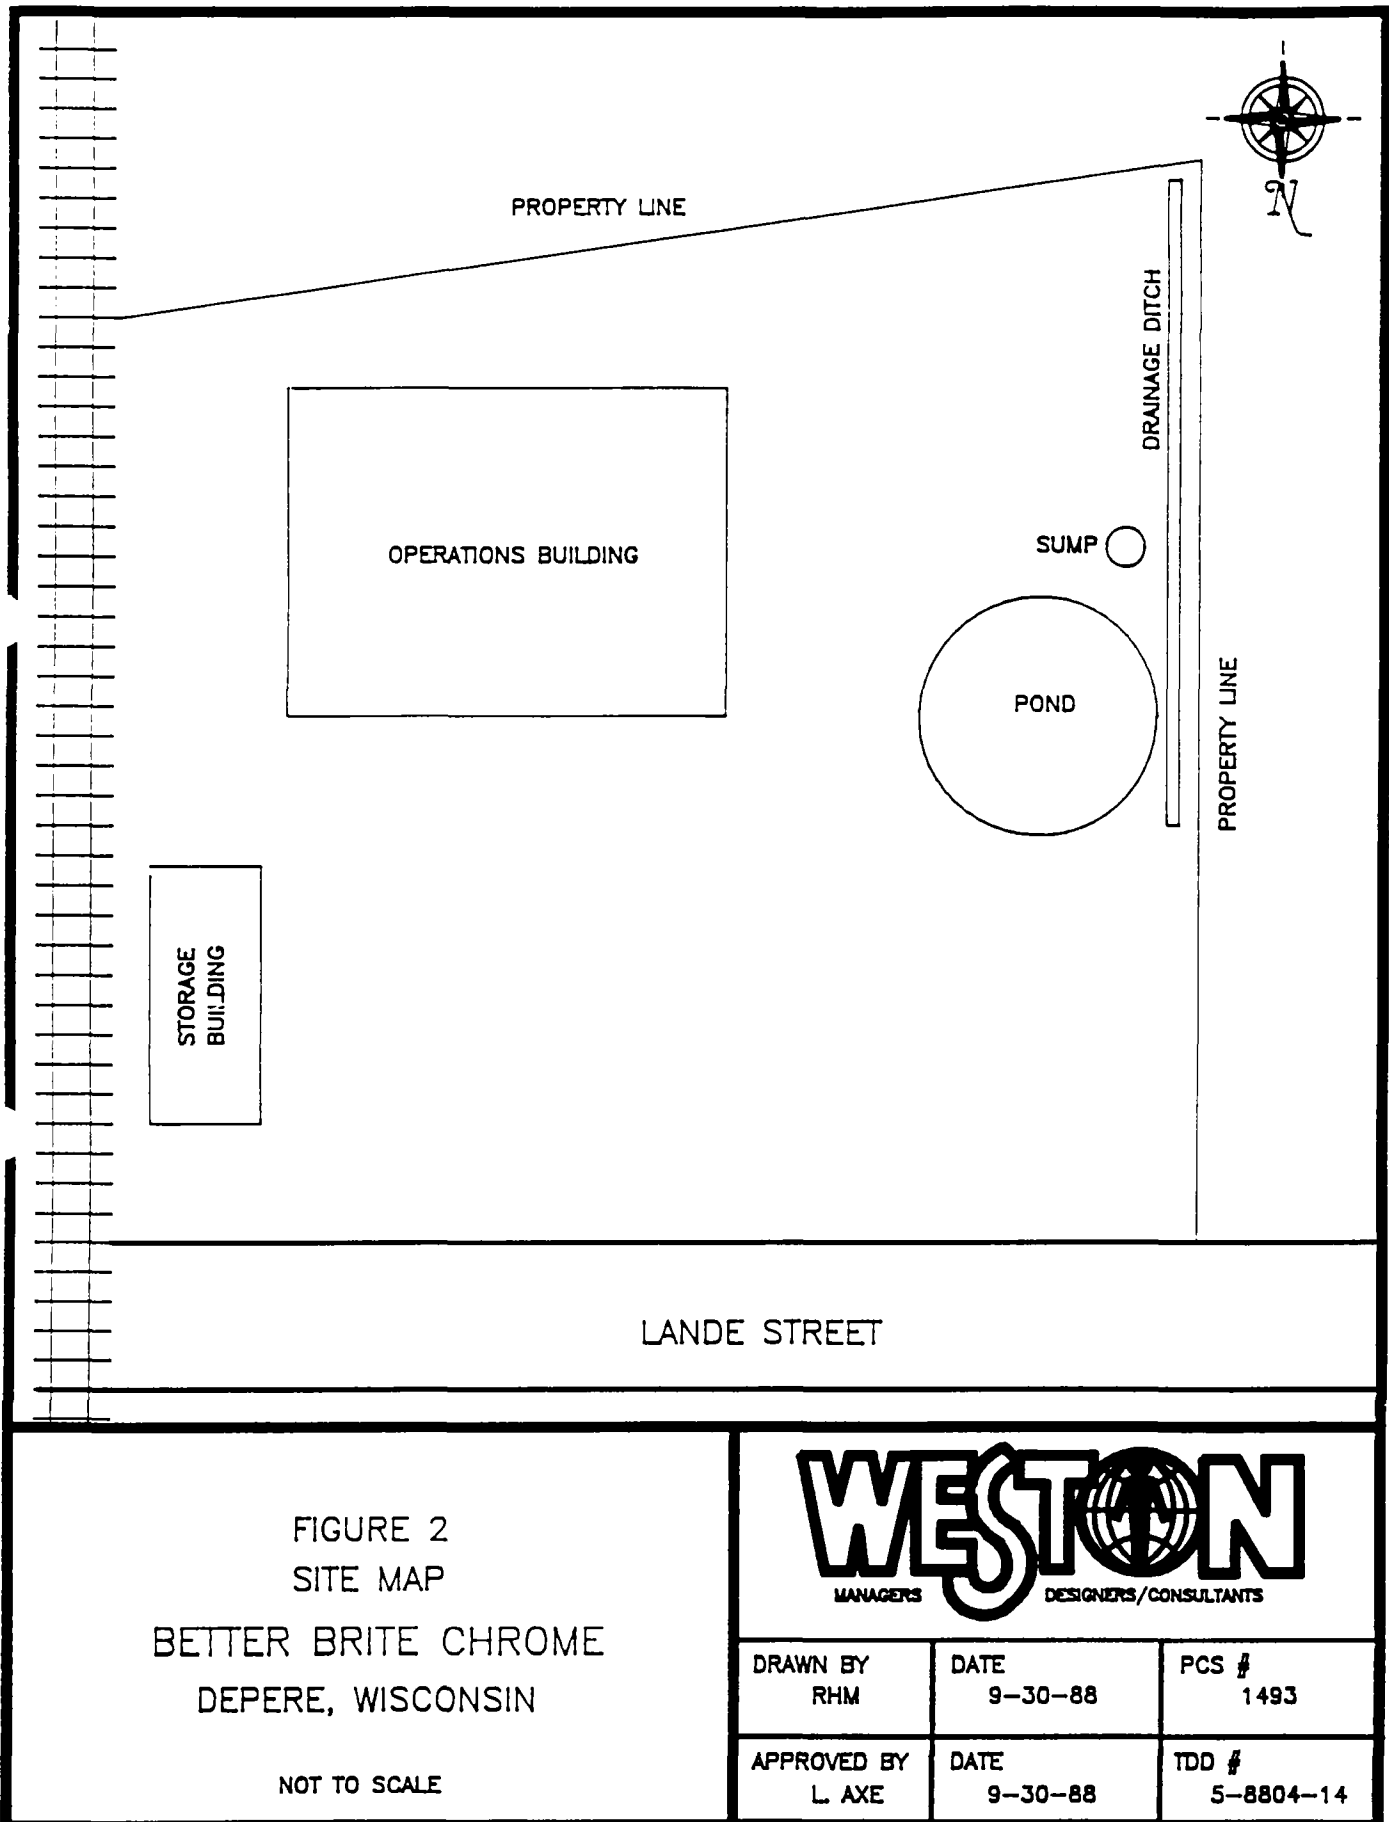 N
PROPERTY LINE
DRAINAGE DITCH
OPERATIONS BUILDING
SUMP
POND
PROPERTY LINE
STORAGE
BUILDING
LANDE STREET
FIGURE 2
SITE MAP
BETTER BRITE CHROME
DEPERE, WISCONSIN
NOT TO SCALE
WESTON
MANAGERS DESIGNERS/CONSULTANTS
DRAWN BY
RHM
DATE
9-30-88
PCS #
1493
APPROVED BY
L. AXE
DATE
9-30-88
TDD #
5-8804-14